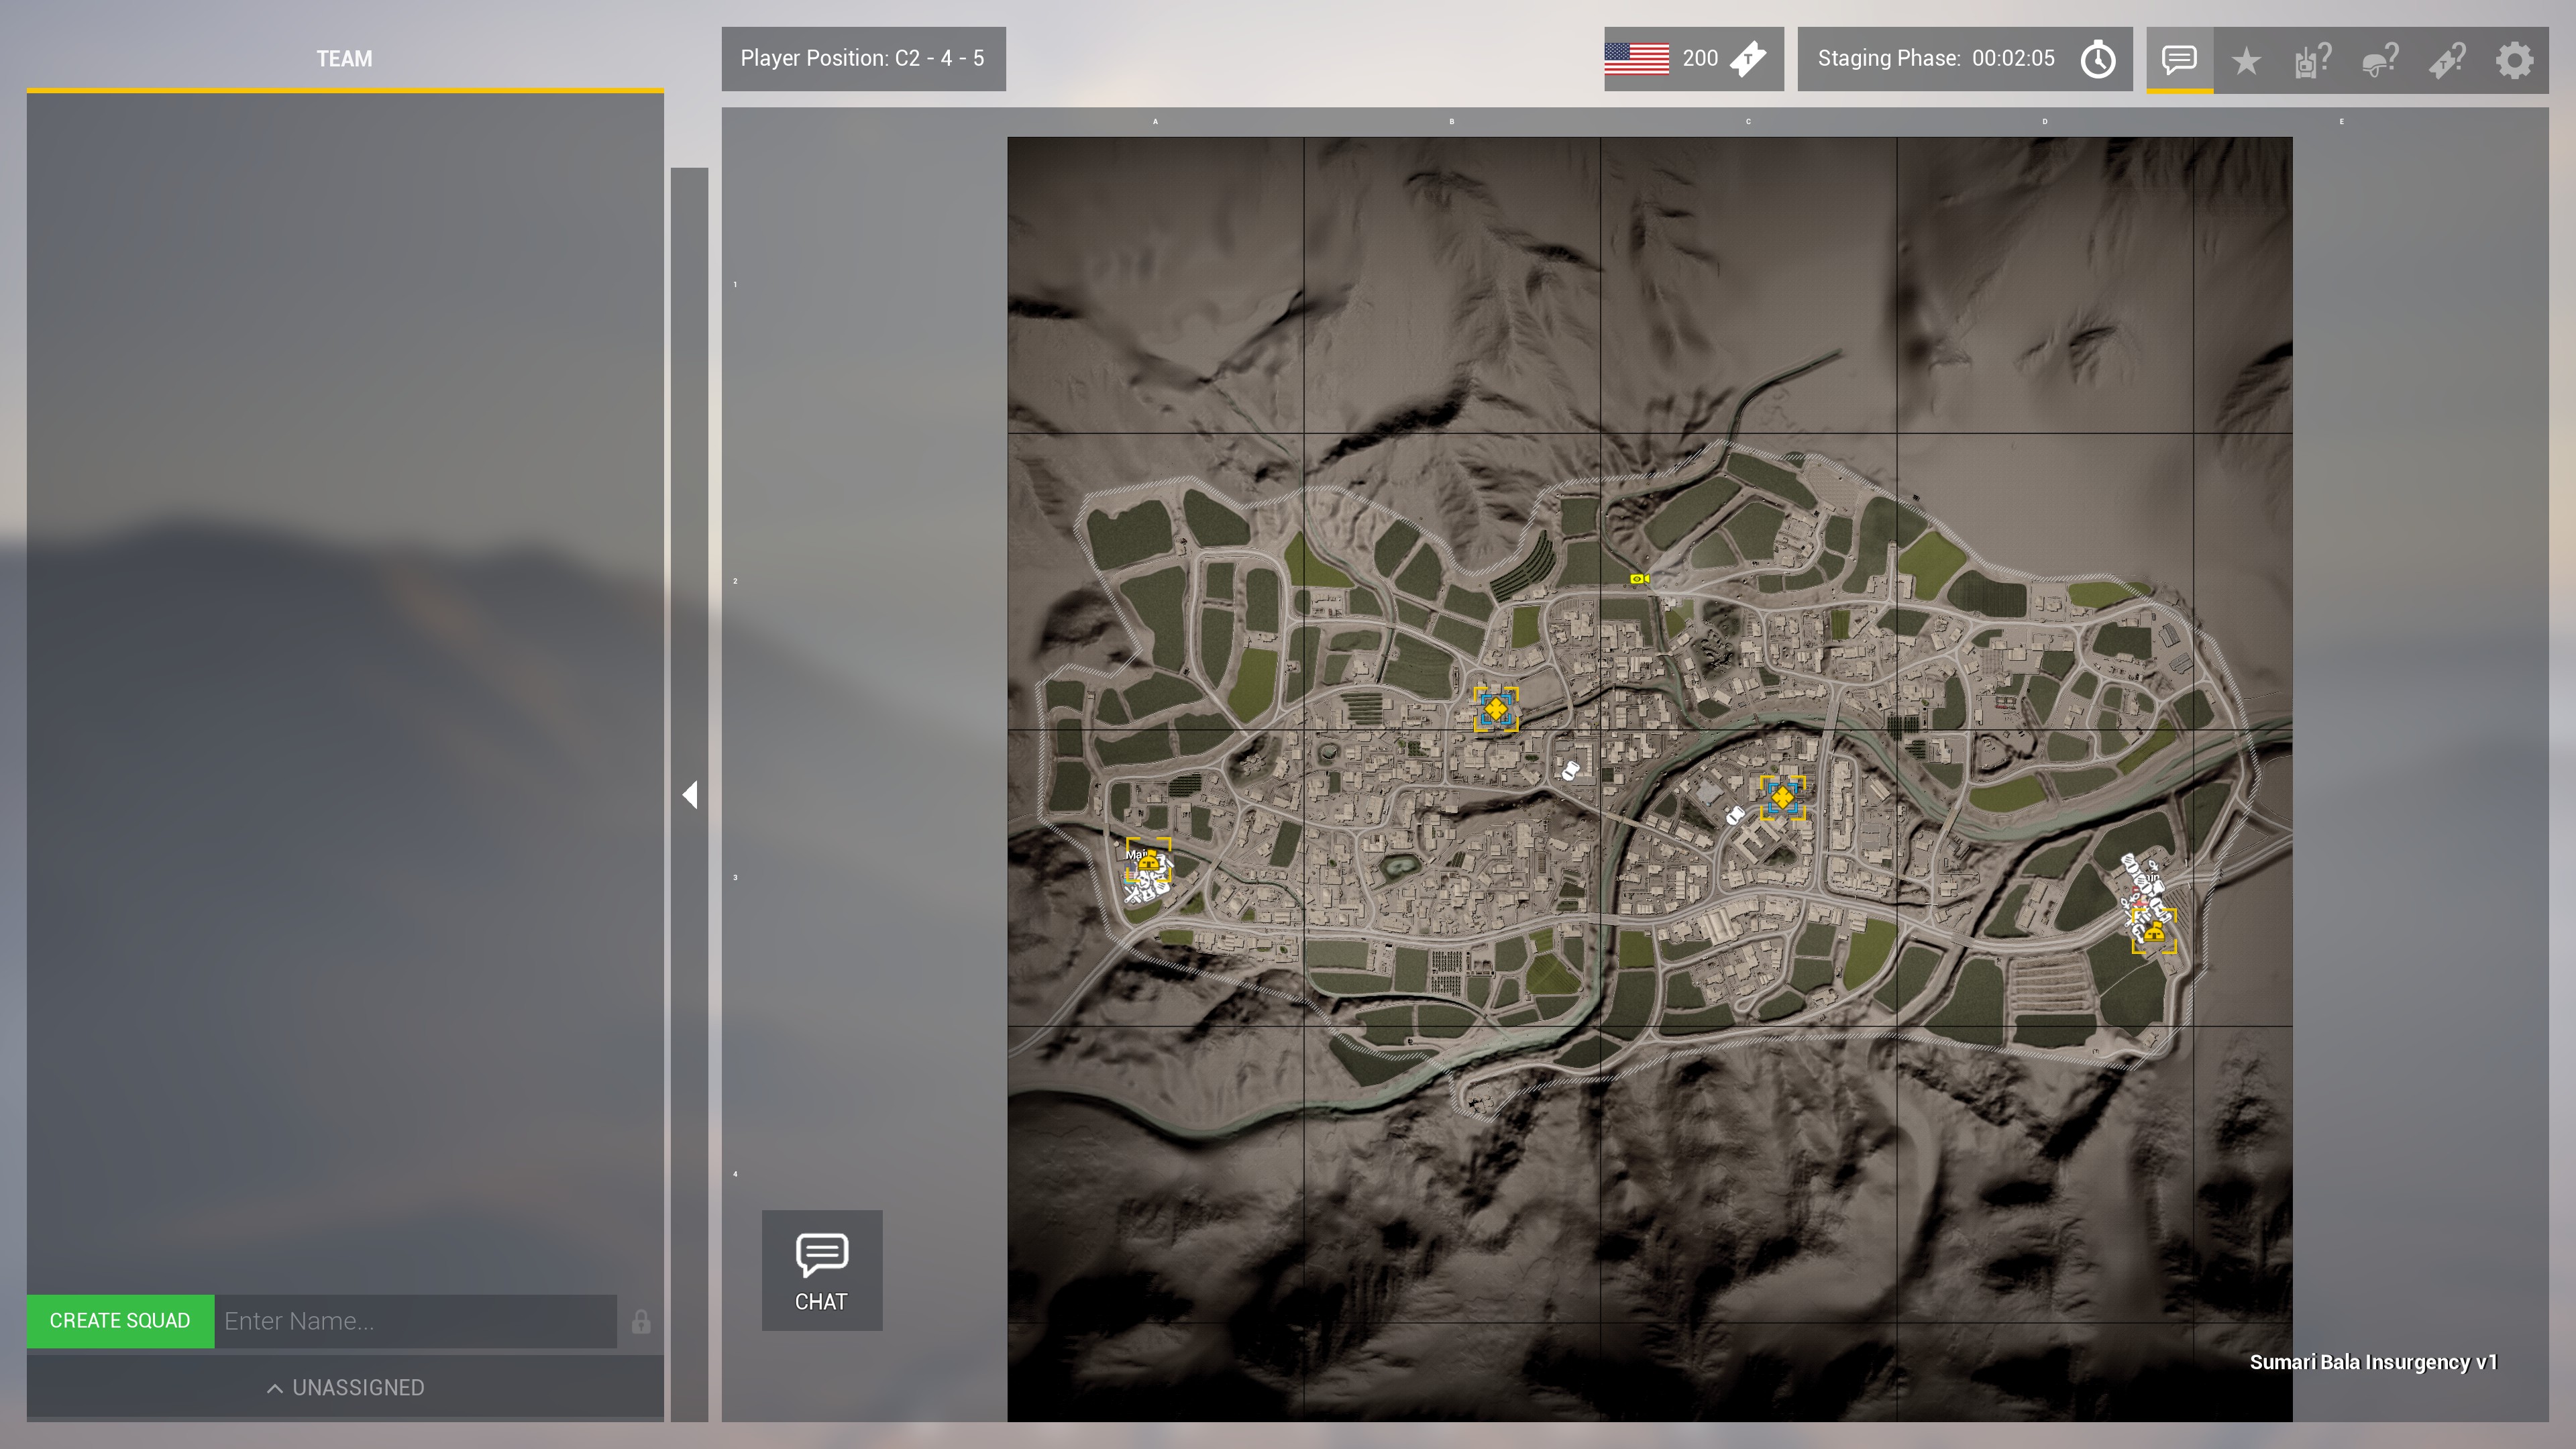 TEAM
Player Position: C2 - 4 - 5
200
T
Staging Phase: 00:02:05
?
?
T?
A
B
C
D
E
1
2
3
4
Main
CHAT
CREATE SQUAD
Enter Name...
UNASSIGNED
Sumari Bala Insurgency v1